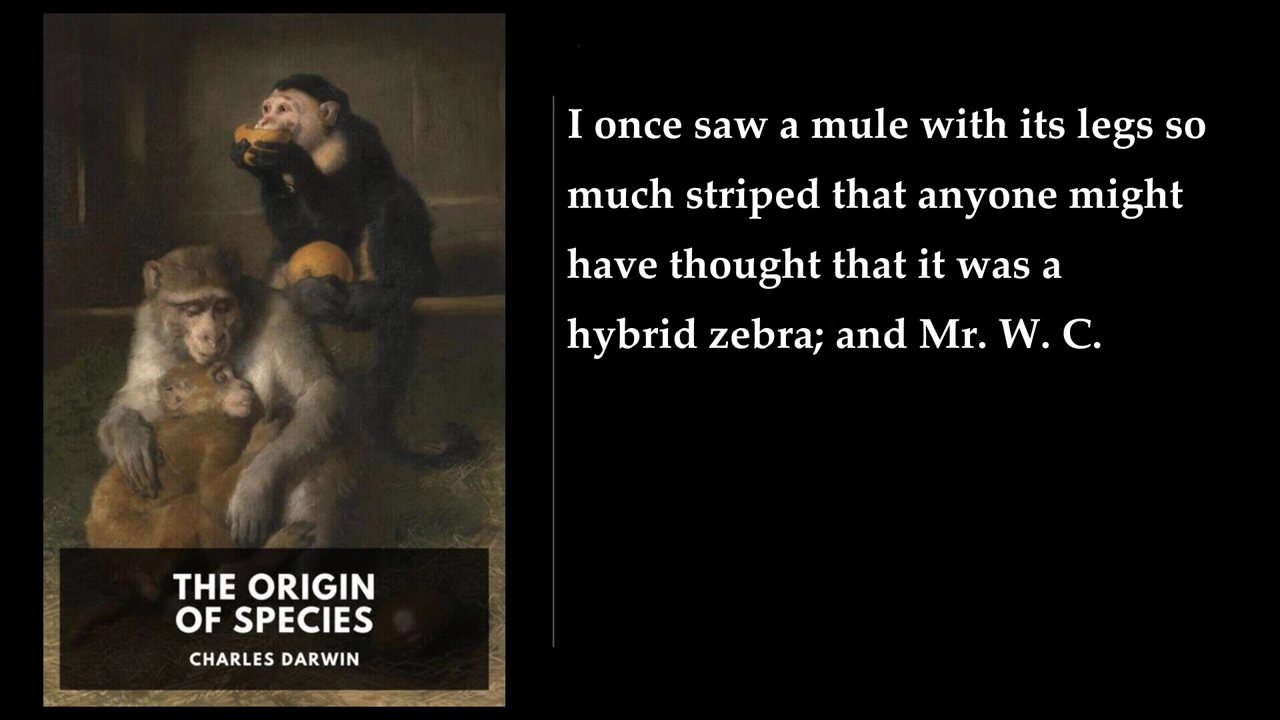 THE ORIGIN
OF SPECIES
CHARLES DARWIN
I once saw a mule with its legs so
much striped that anyone might
have thought that it was a
hybrid zebra; and Mr. W. C.